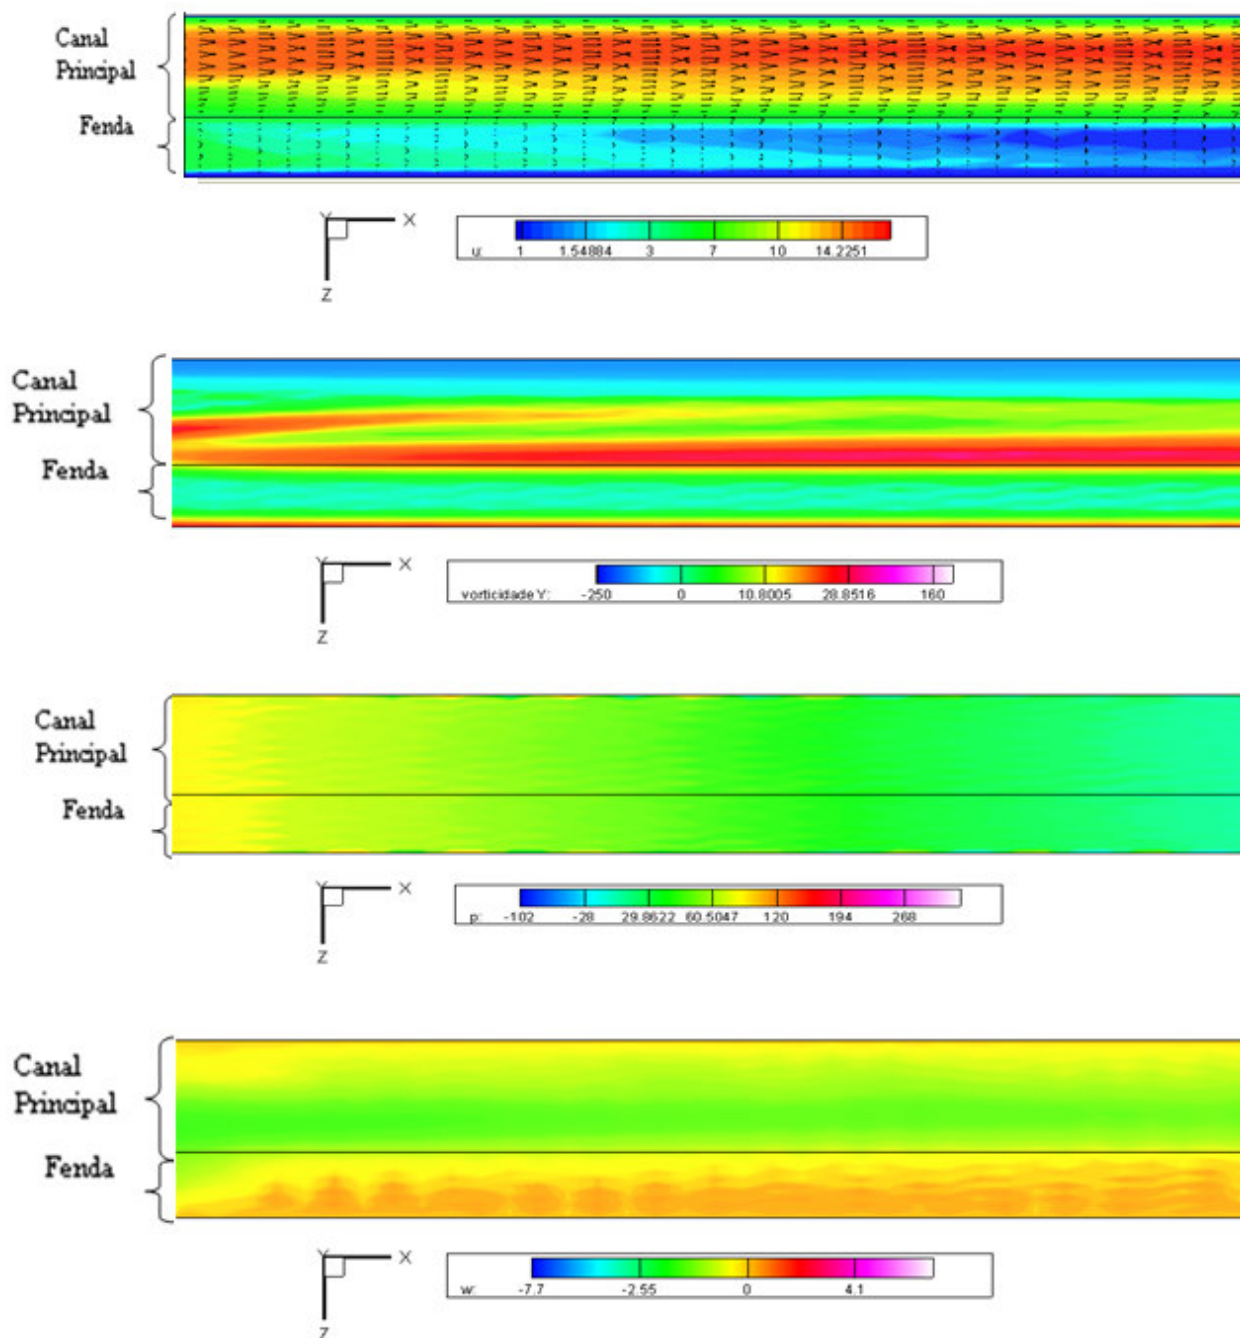 Canal
Principal
Fenda
Y X
Z
u: 1 1.54884 3 7 10 14.2251
Canal
Principal
Fenda
Y X
Z
vorticidade Y: -250 0 10.8005 28.8516 160
Canal
Principal
Fenda
Y X
Z
p: -102 -28 29.8622 60.5047 120 194 268
Canal
Principal
Fenda
Y X
Z
w: -7.7 -2.55 0 4.1